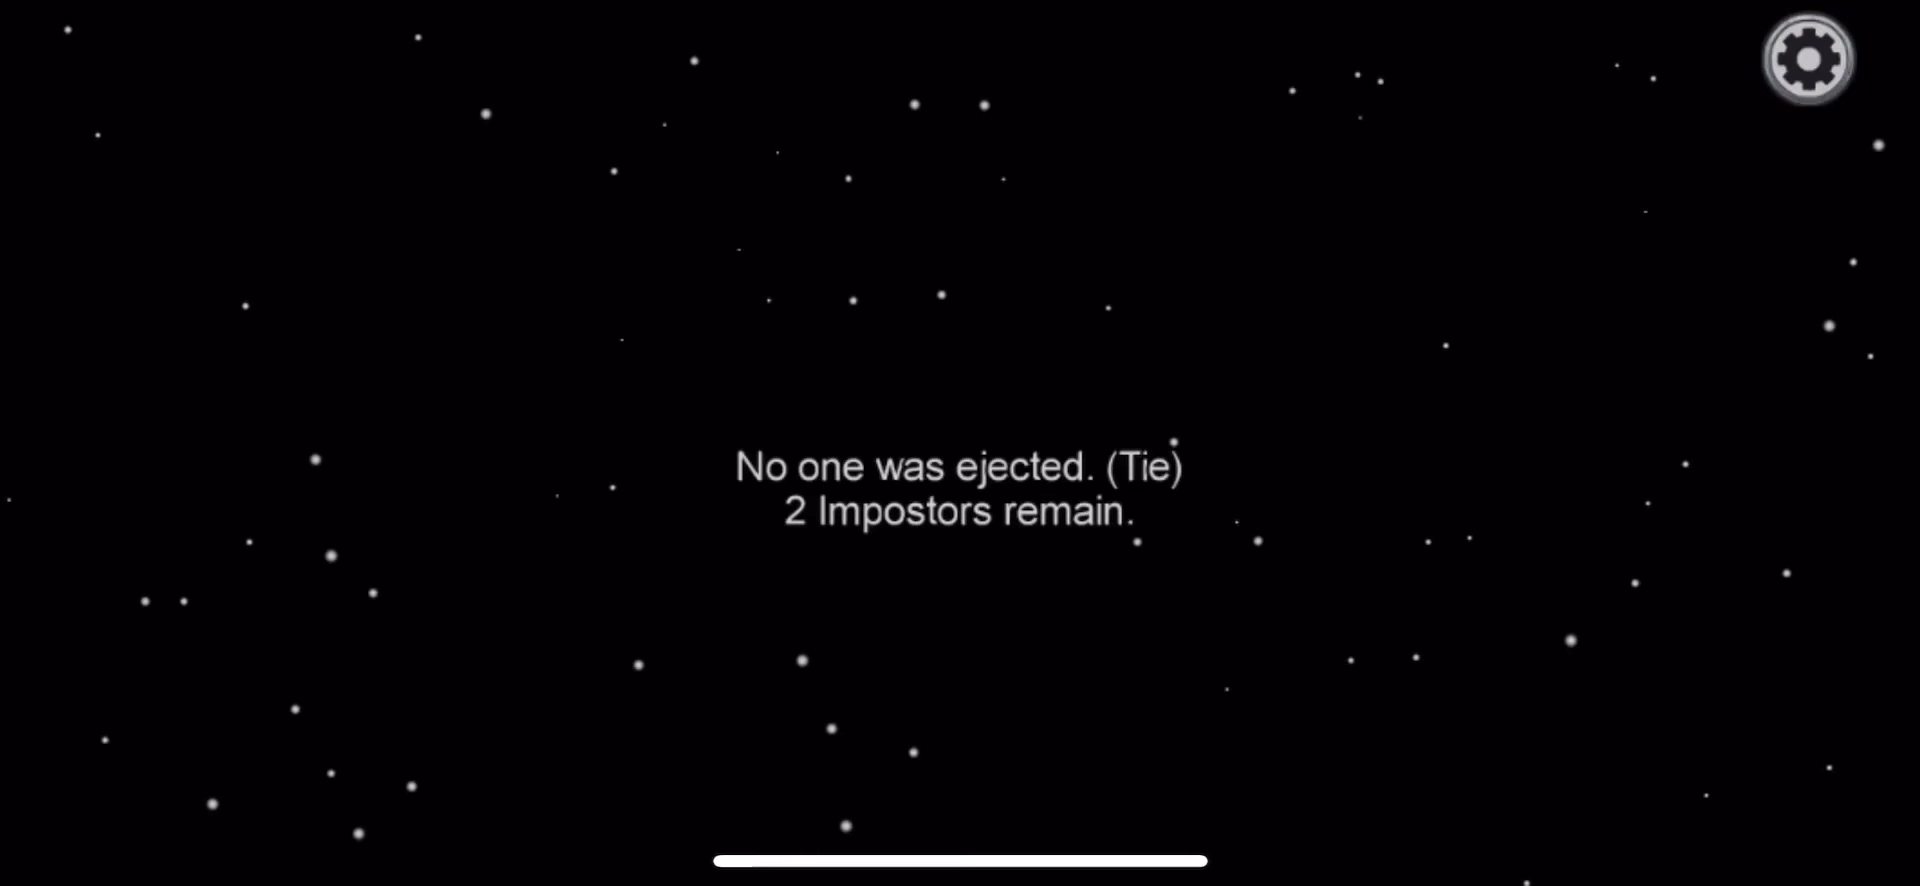 No one was ejected. (Tie)
2 Impostors remain.